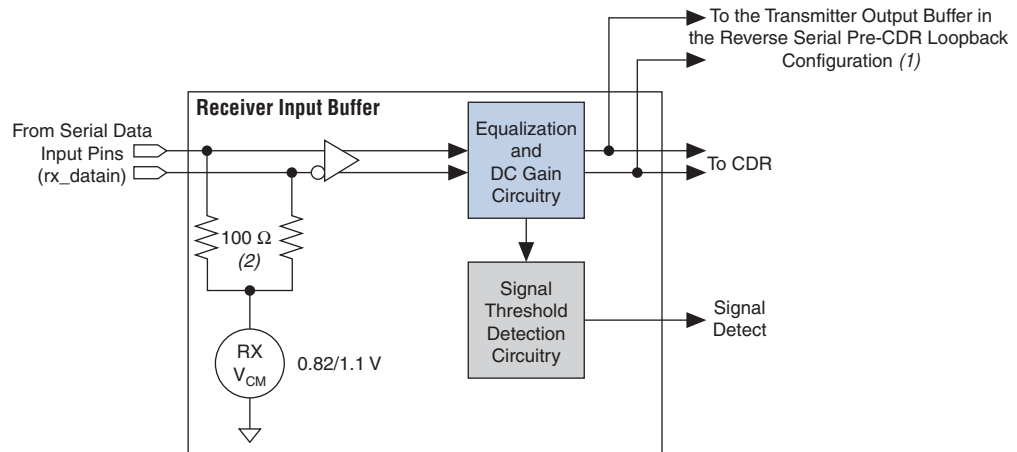 To the Transmitter Output Buffer in
the Reverse Serial Pre-CDR Loopback
Configuration (1)
Receiver Input Buffer
From Serial Data
Input Pins
(rx_datain)
Equalization
and
DC Gain
Circuitry
To CDR
100 Ω
(2)
Signal
Threshold
Detection
Circuitry
Signal
Detect
RX
VCM
0.82/1.1 V